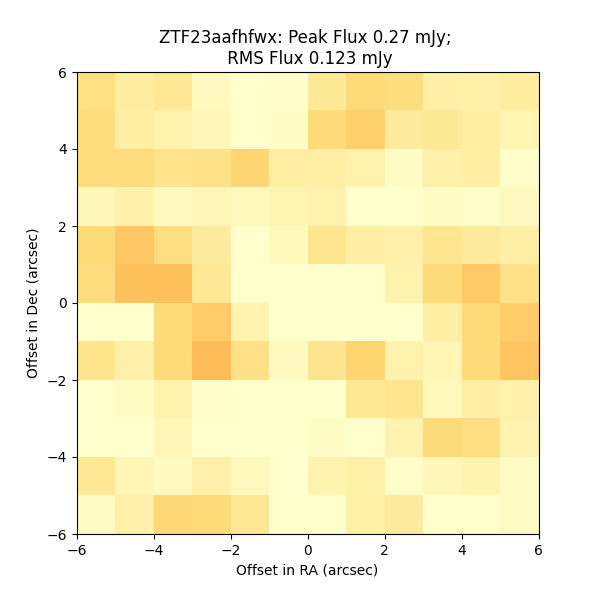 ZTF23aafhfwx: Peak Flux 0.27 mJy;
RMS Flux 0.123 mJy
6
4
2
0
−2
−4
−6
Offset in Dec (arcsec)
−6 −4 −2 0 2 4 6
Offset in RA (arcsec)